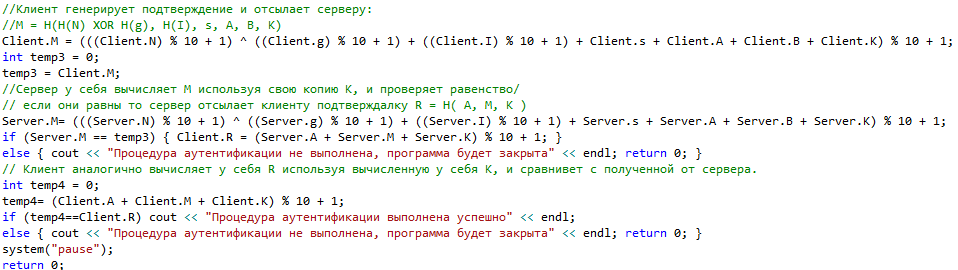 //Клиент генерирует подтверждение и отсылает серверу:
//M = H(H(N) XOR H(g), H(I), s, A, B, K)
Client.M = (((Client.N) % 10 + 1) ^ ((Client.g) % 10 + 1) + ((Client.I) % 10 + 1) + Client.s + Client.A + Client.B + Client.K) % 10 + 1;
int temp3 = 0;
temp3 = Client.M;
//Сервер у себя вычисляет M используя свою копию K, и проверяет равенство/
// если они равны то сервер отсылает клиенту подтверждалку R = H( A, M, K )
Server.M= (((Server.N) % 10 + 1) ^ ((Server.g) % 10 + 1) + ((Server.I) % 10 + 1) + Server.s + Server.A + Server.B + Server.K) % 10 + 1;
if (Server.M == temp3) { Client.R = (Server.A + Server.M + Server.K) % 10 + 1; }
else { cout << "Процедура аутентификации не выполнена, программа будет закрыта" << endl; return 0; }
// Клиент аналогично вычисляет у себя R используя вычисленную у себя K, и сравнивет с полученной от сервера.
int temp4 = 0;
temp4= (Client.A + Client.M + Client.K) % 10 + 1;
if (temp4==Client.R) cout << "Процедура аутентификации выполнена успешно" << endl;
else { cout << "Процедура аутентификации не выполнена, программа будет закрыта" << endl; return 0; }
system("pause");
return 0;